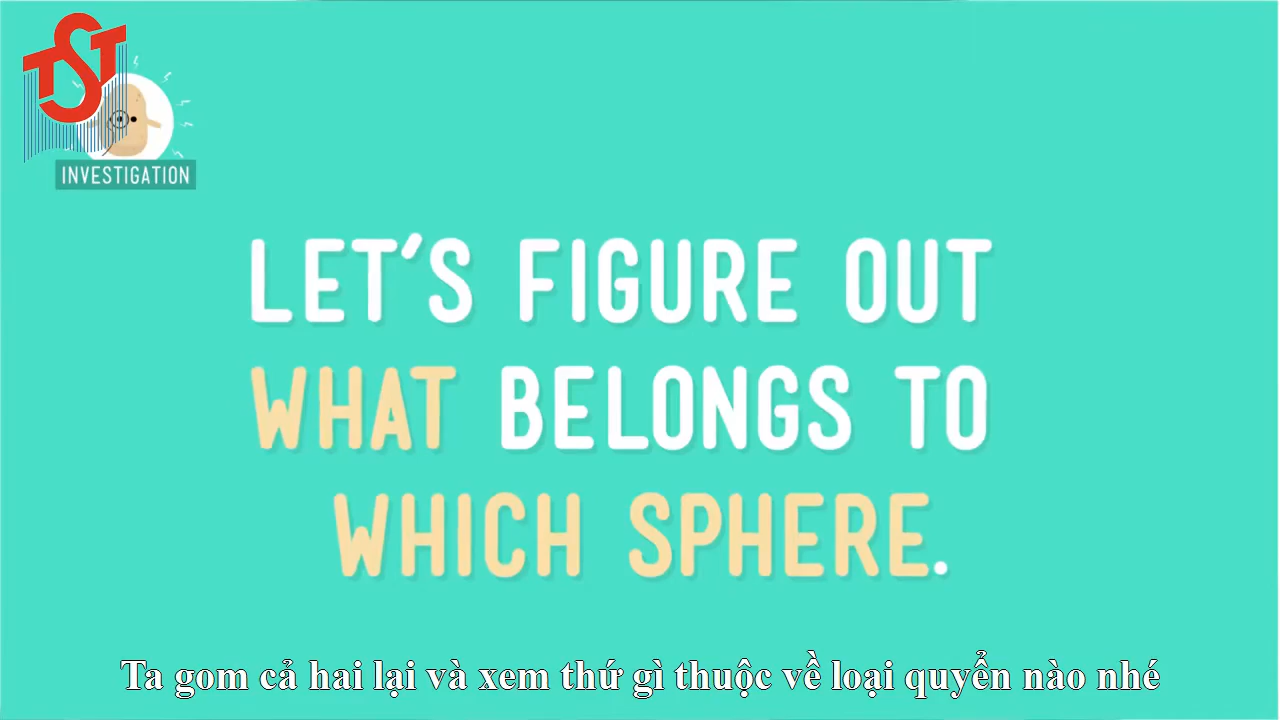 TST
INVESTIGATION
LET'S FIGURE OUT
WHAT BELONGS TO
WHICH SPHERE.
Ta gom cả hai lại và xem thứ gì thuộc về loại quyển nào nhé